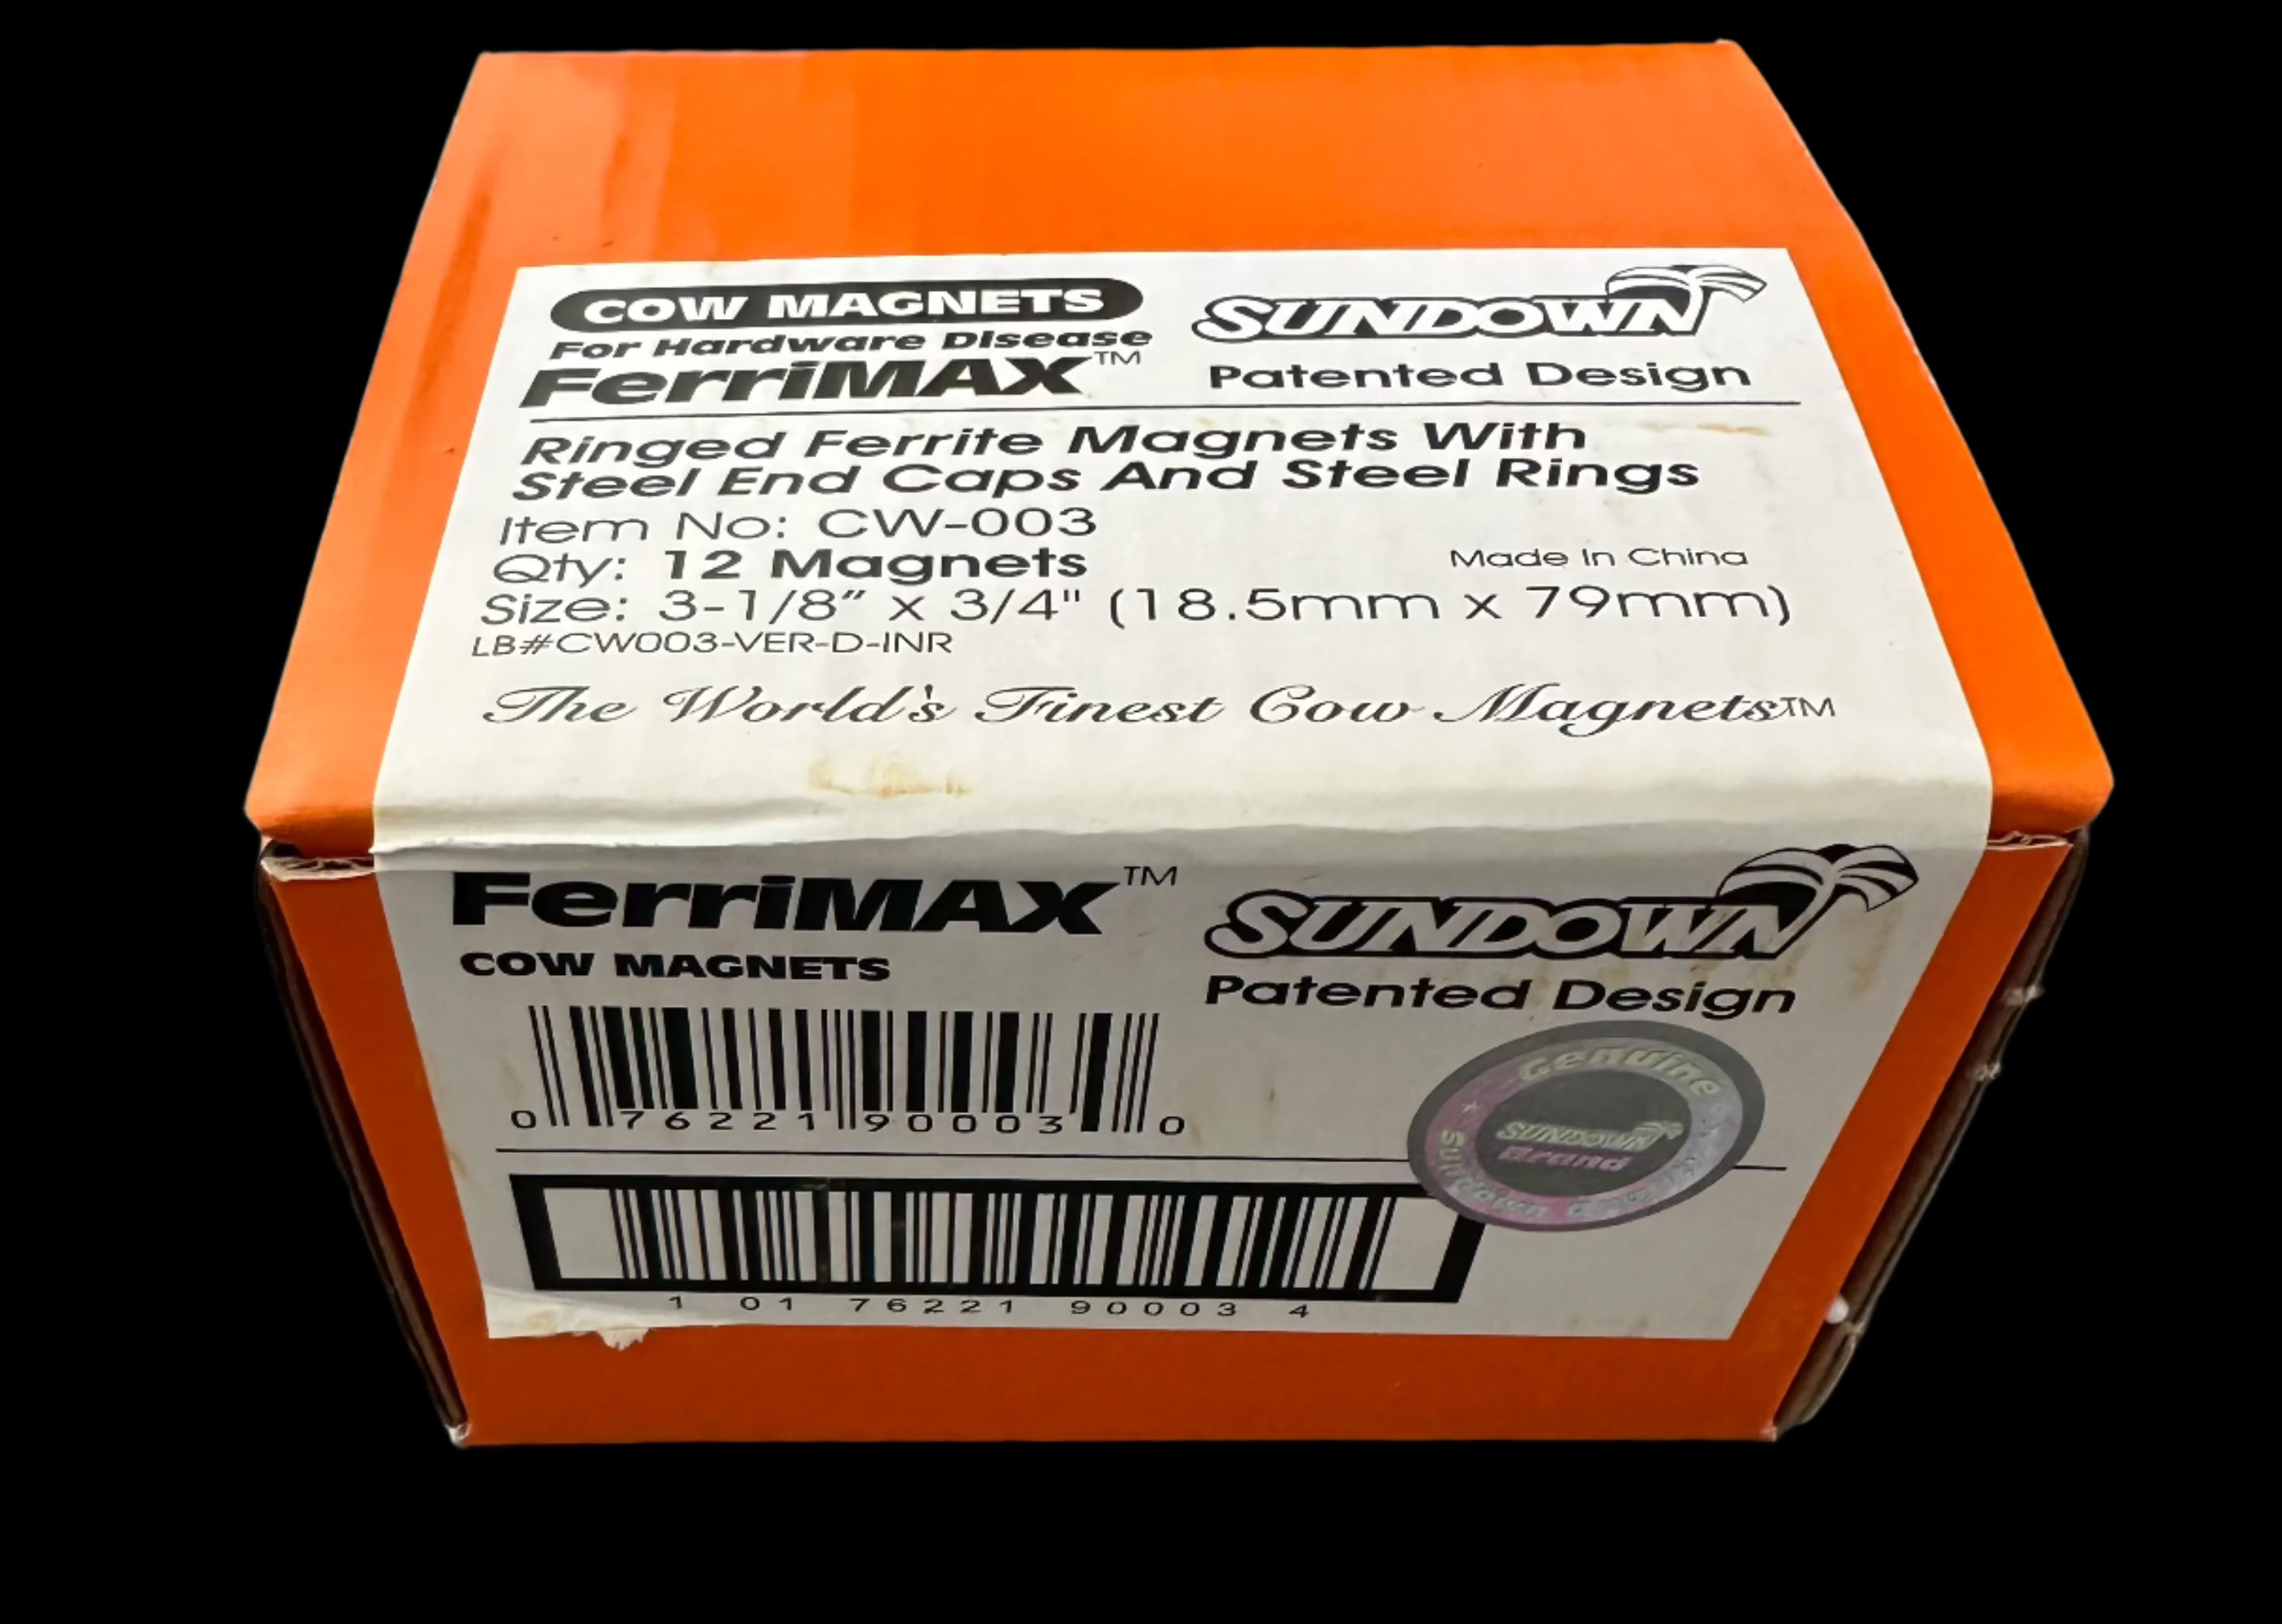 COW MAGNETS
For Hardware Disease
FerriMAX™
SUNDOWN
Patented Design
Ringed Ferrite Magnets With
Steel End Caps And Steel Rings
Item No: CW-003
Qty: 12 Magnets
Made In China
Size: 3-1/8” x 3/4" (18.5mm x 79mm)
LB#CW003-VER-D-INR
The World's Finest Cow Magnets™
FerriMAX™
COW MAGNETS
SUNDOWN
Patented Design
0 76221 90003 0
Genuine
SUNDOWN
Brand
Sundown
1 01 76221 90003 4